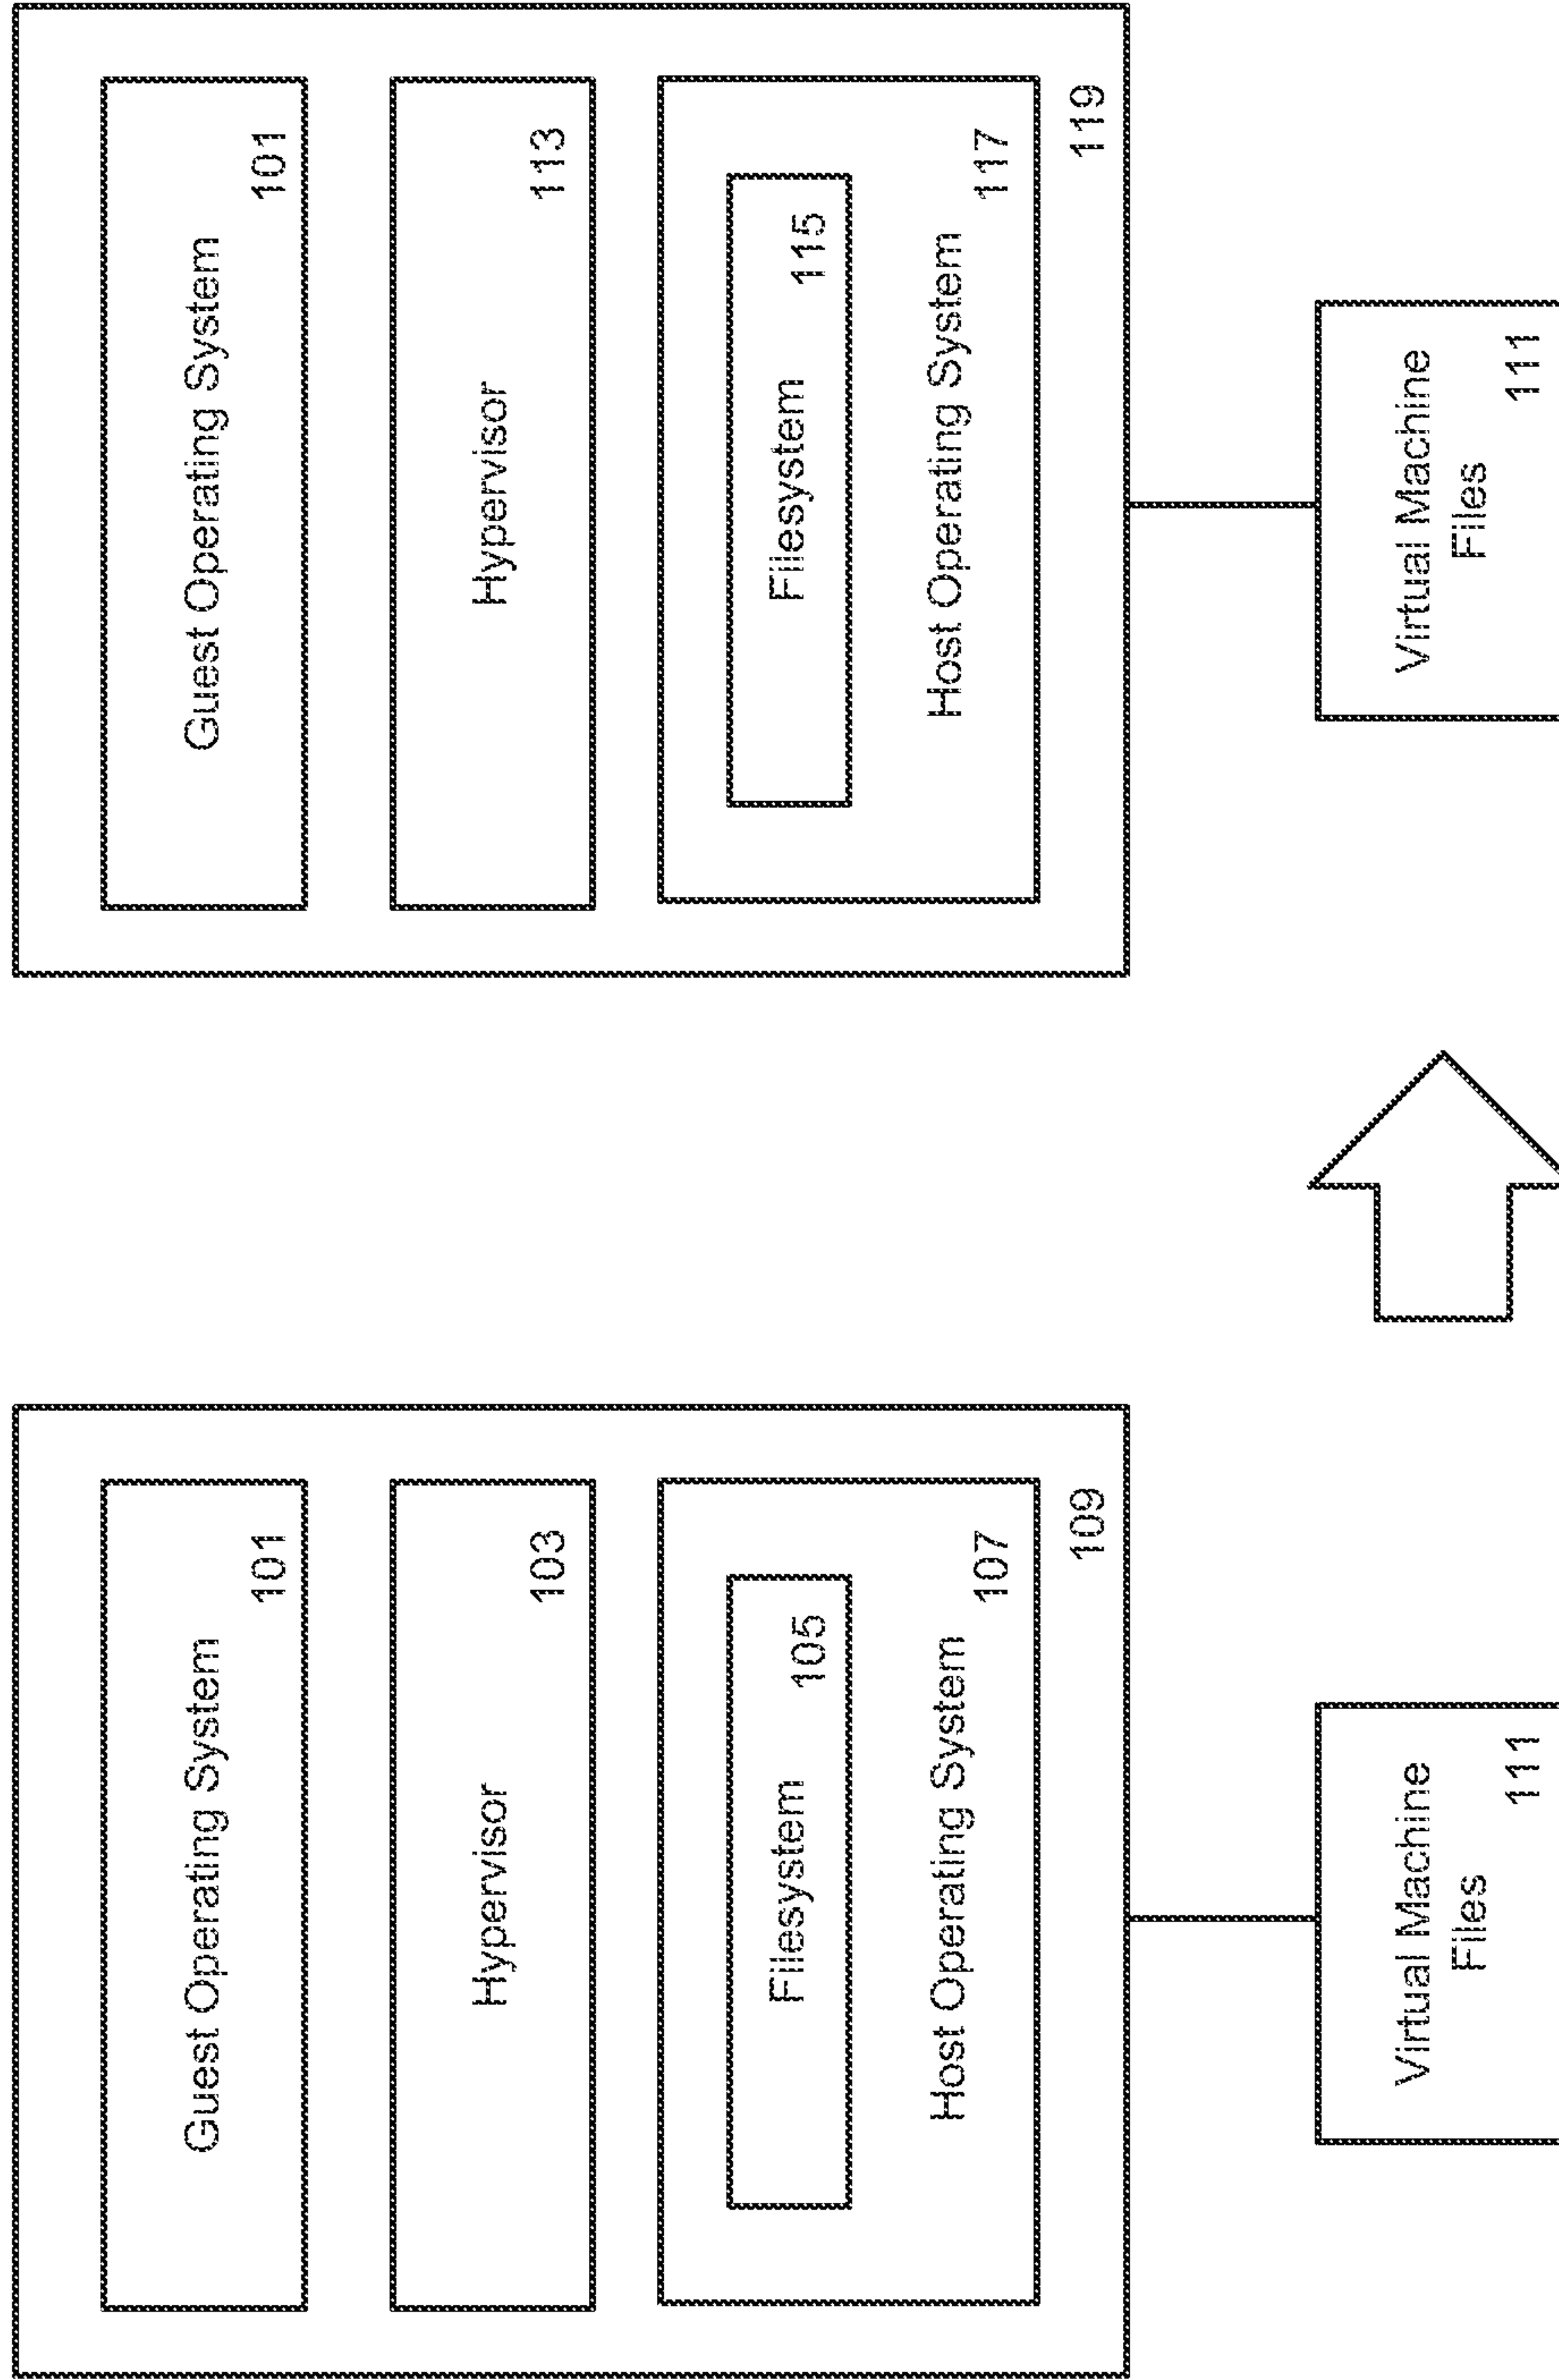 Guest Operating System
101
Hypervisor
103
Filesystem 105
Host Operating System
107
109
Virtual Machine
Files
111
Guest Operating System
101
Hypervisor
113
Filesystem 115
Host Operating System
117
119
Virtual Machine
Files
111